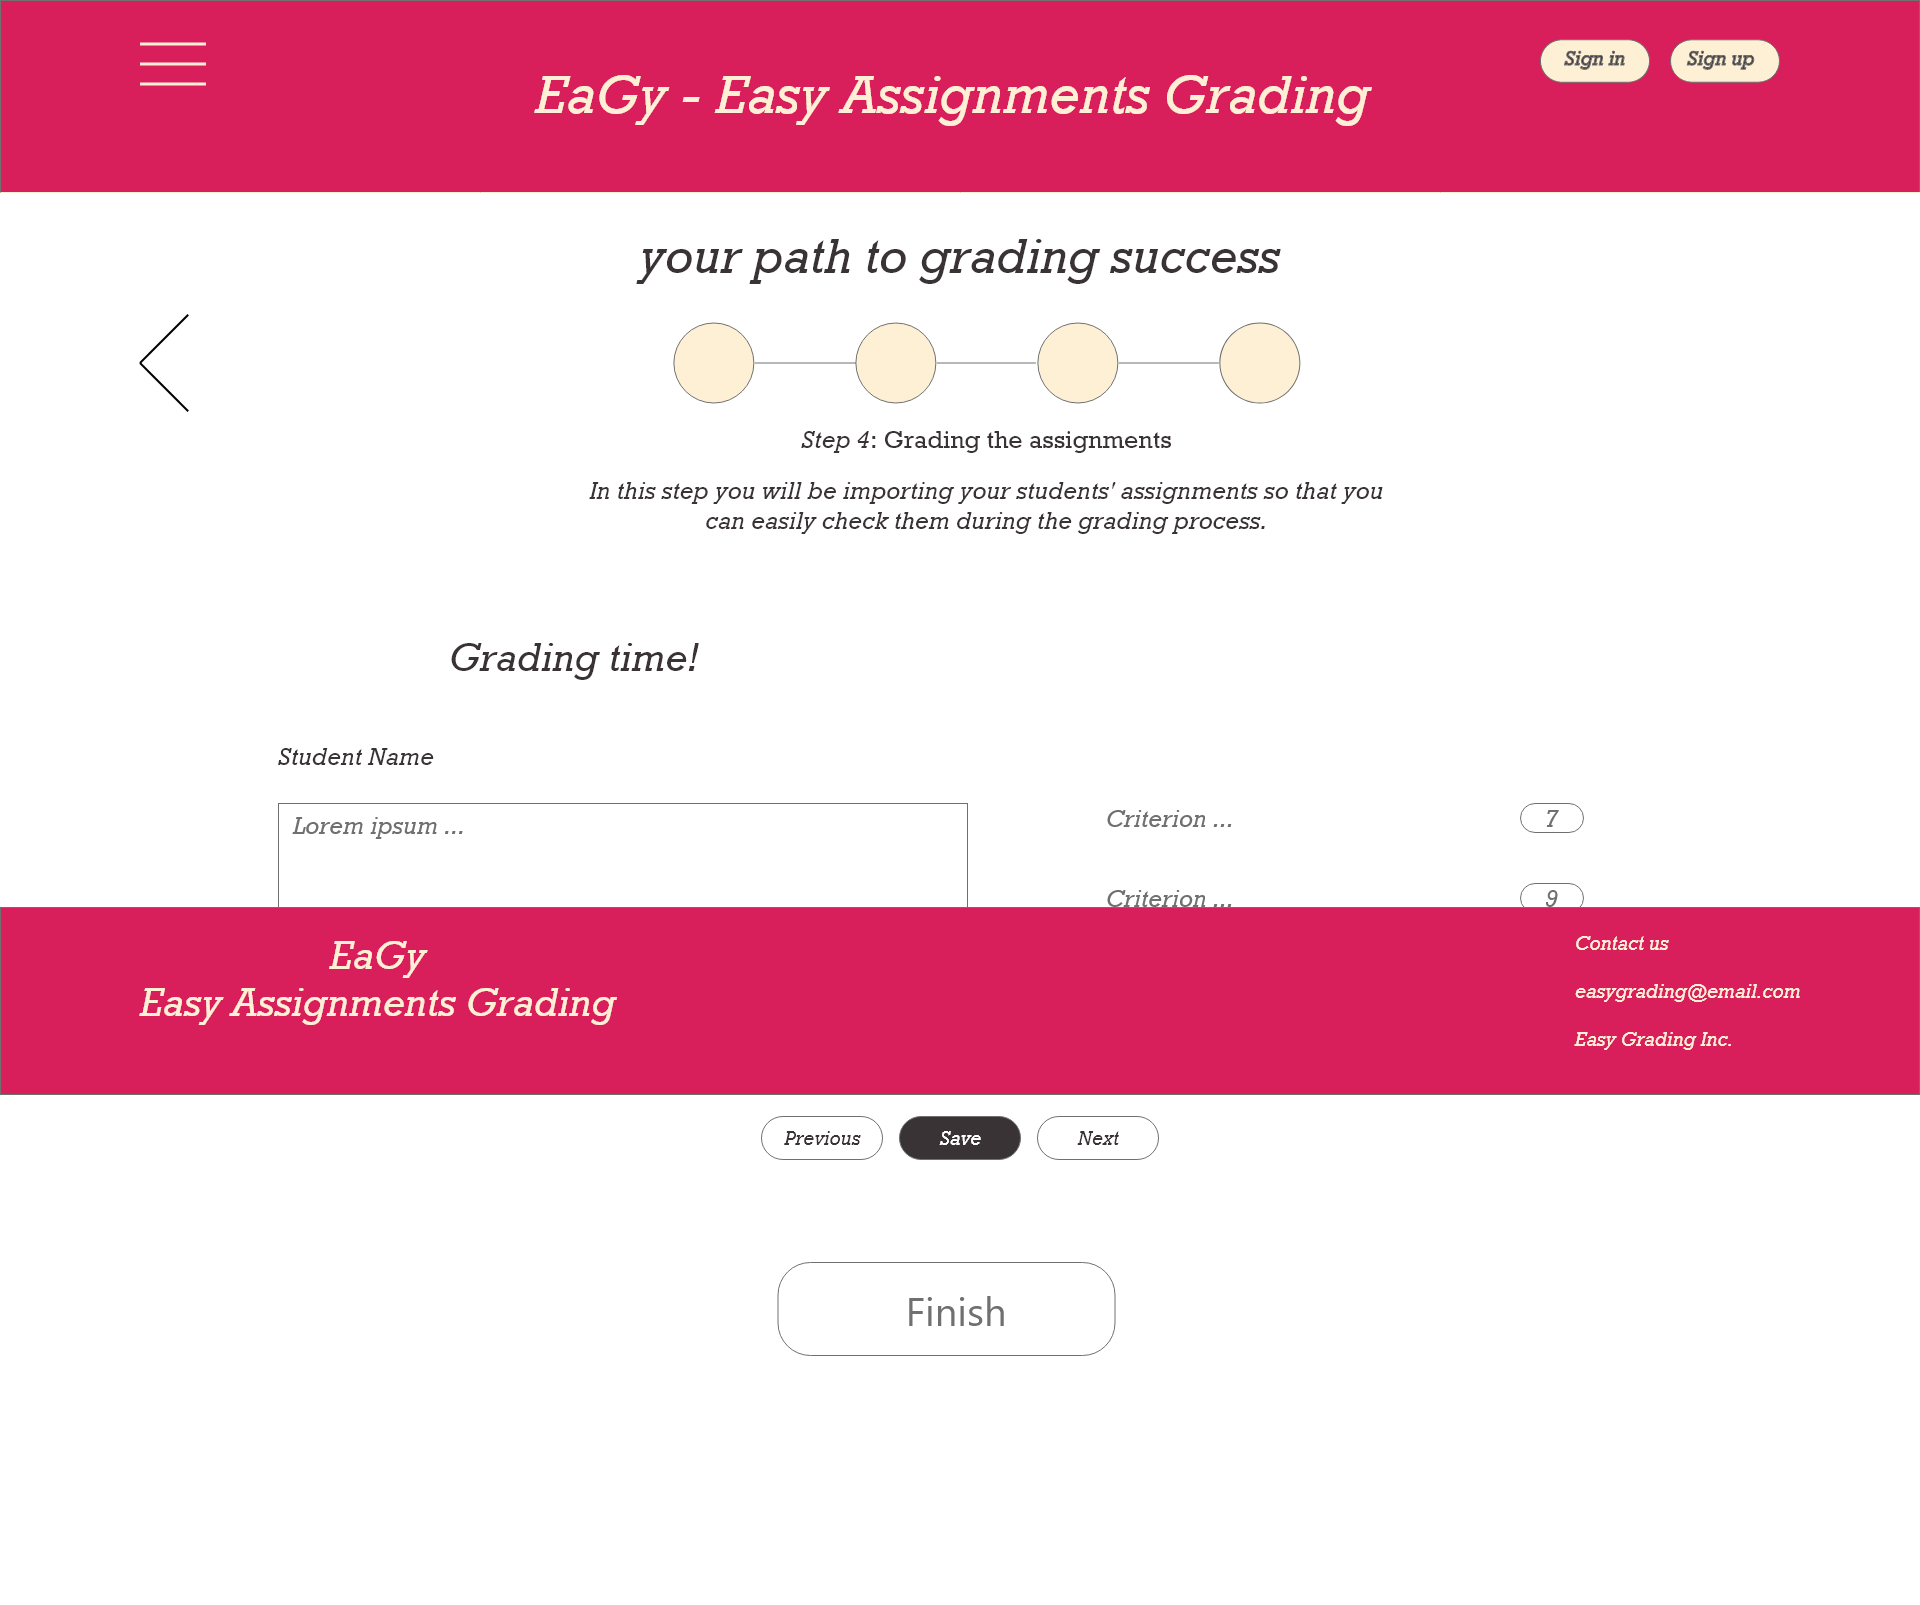 EaGy - Easy Assignments Grading
Sign in
Sign up
your path to grading success
Step 4: Grading the assignments
In this step you will be importing your students' assignments so that you
can easily check them during the grading process.
Grading time!
Student Name
Lorem ipsum ...
Criterion ...
7
Criterion ...
9
EaGy
Easy Assignments Grading
Contact us
easygrading@email.com
Easy Grading Inc.
Previous
Save
Next
Finish